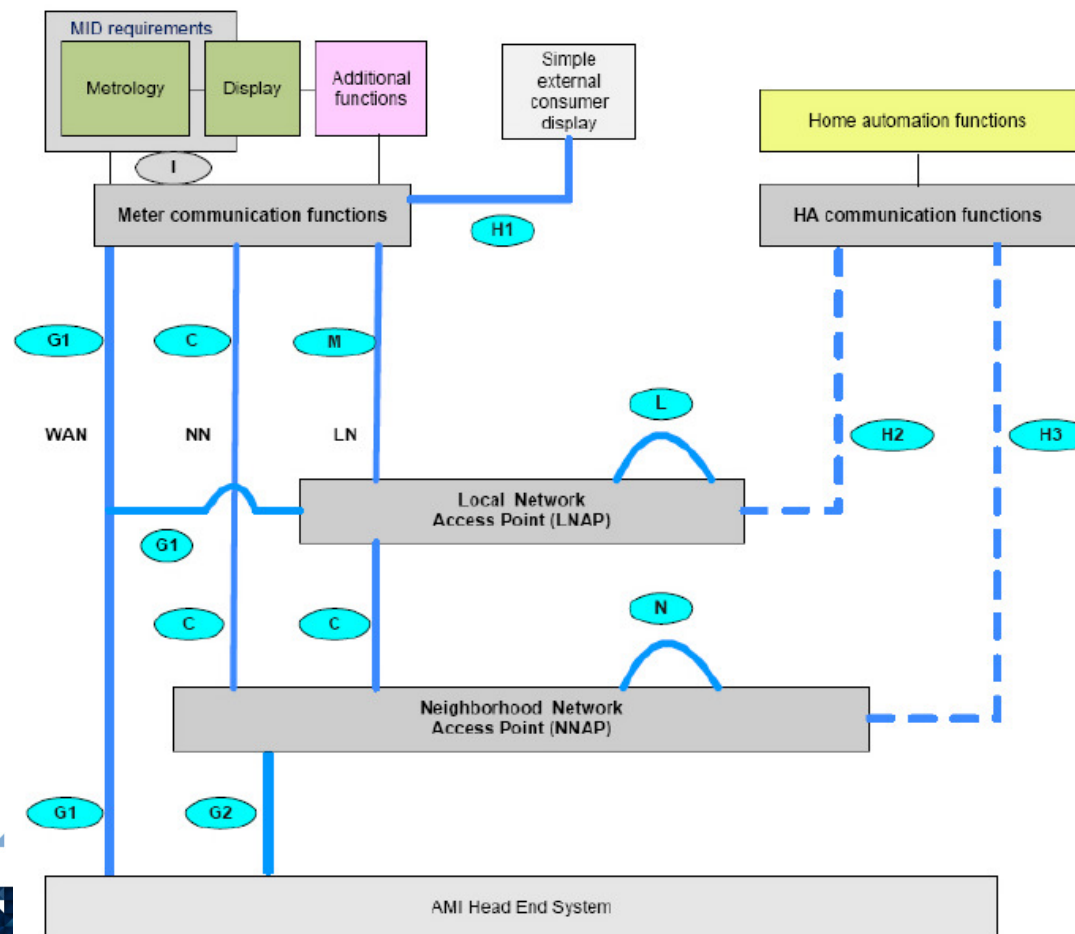 MID requirements
Metrology
Display
Additional
functions
Simple
external
consumer
display
Home automation functions
I
Meter communication functions
H1
HA communication functions
G1
C
M
L
WAN
NN
LN
H2
H3
Local Network
Access Point (LNAP)
G1
C
C
N
Neighborhood Network
Access Point (NNAP)
G1
G2
AMI Head End System